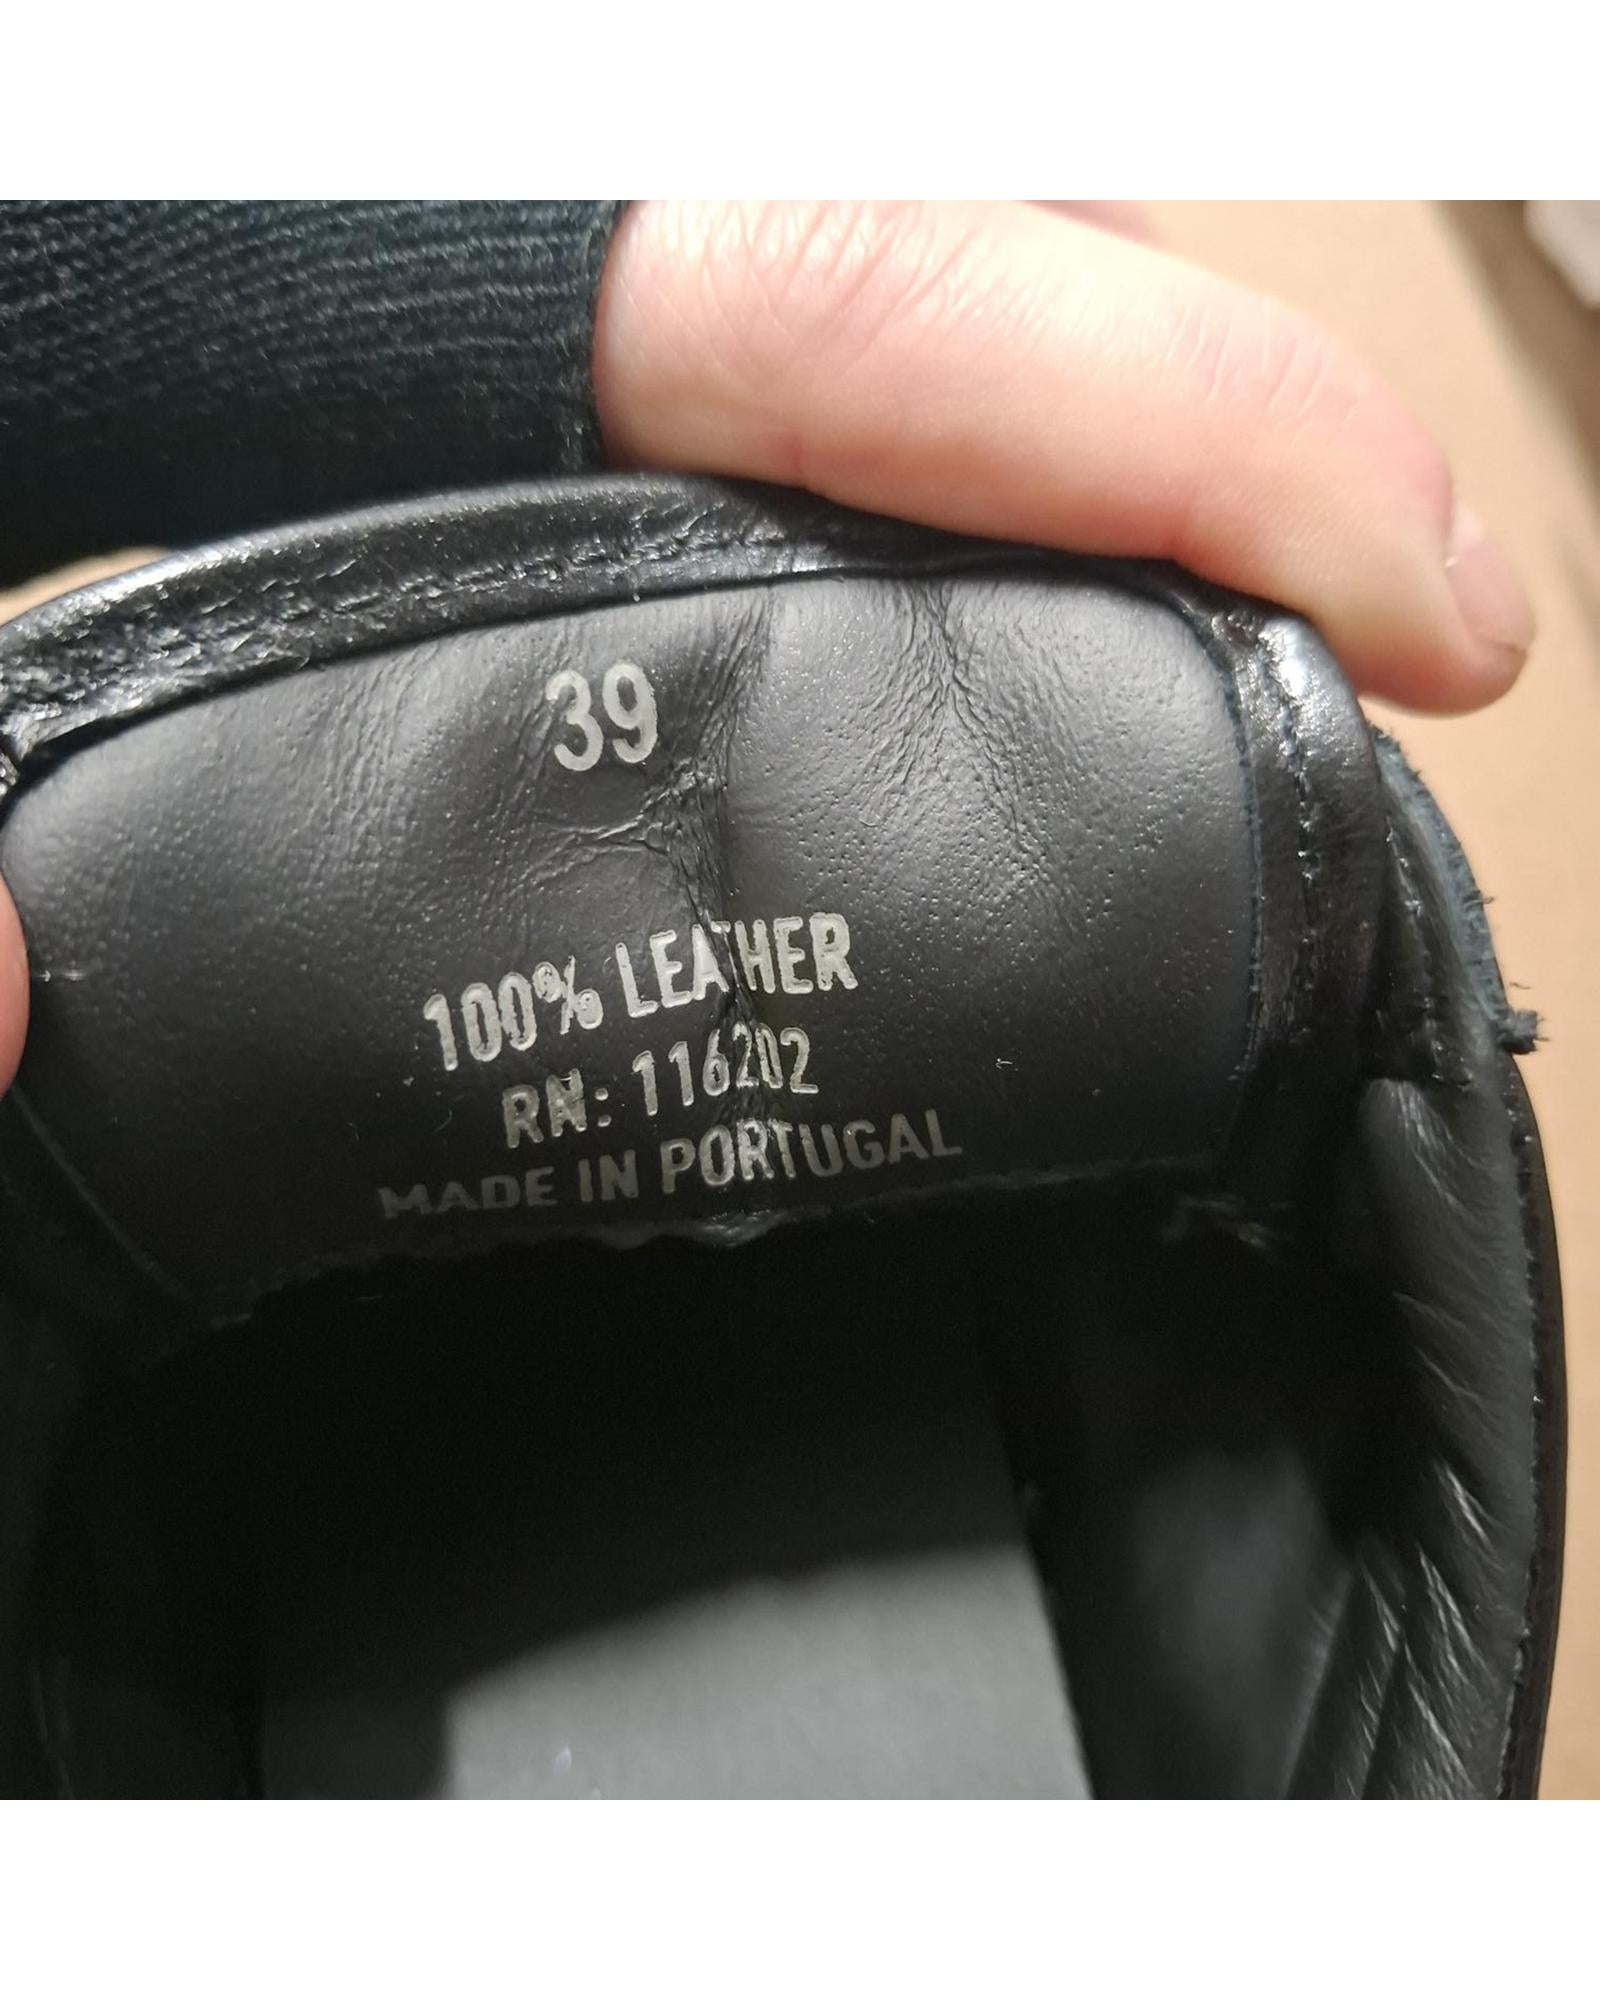 39
100% LEATHER
RN: 116202
MADE IN PORTUGAL